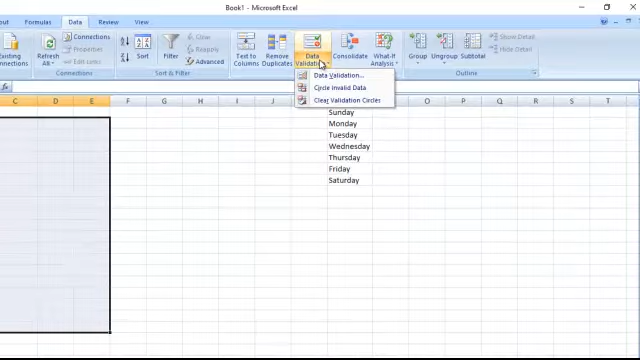 Book1 - Microsoft Excel
Formulas Data Review View
Existing Connections
Refresh All
Connections
Properties
Edit Links
Connections
Sort
Filter
Clear
Reapply
Advanced
Sort & Filter
Text to Columns
Remove Duplicates
Data Validation
Consolidate
What-If Analysis
Group
Ungroup
Subtotal
Show Detail
Hide Detail
Outline
Data Validation...
Circle Invalid Data
Clear Validation Circles
C D E F G H I J O P Q R S T
Sunday
Monday
Tuesday
Wednesday
Thursday
Friday
Saturday